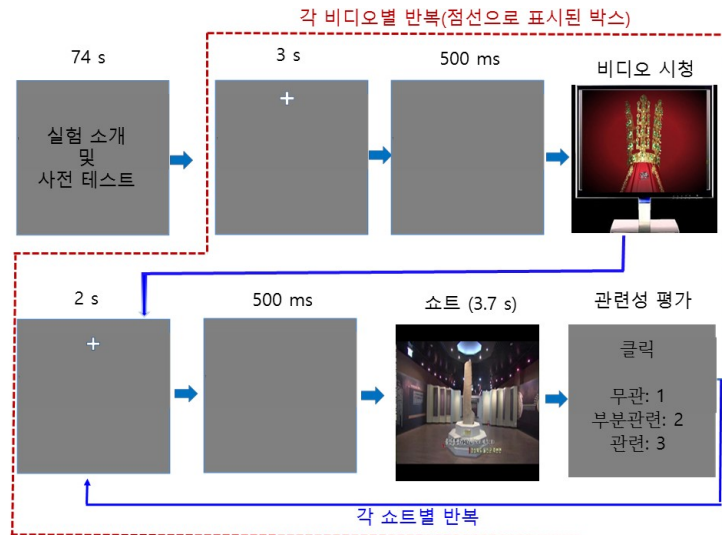 각 비디오별 반복(점선으로 표시된 박스)
74 s
3 s
500 ms
비디오 시청
실험 소개
및
사전 테스트
2 s
500 ms
쇼트 (3.7 s)
관련성 평가
클릭
무관: 1
부분관련: 2
관련: 3
각 쇼트별 반복